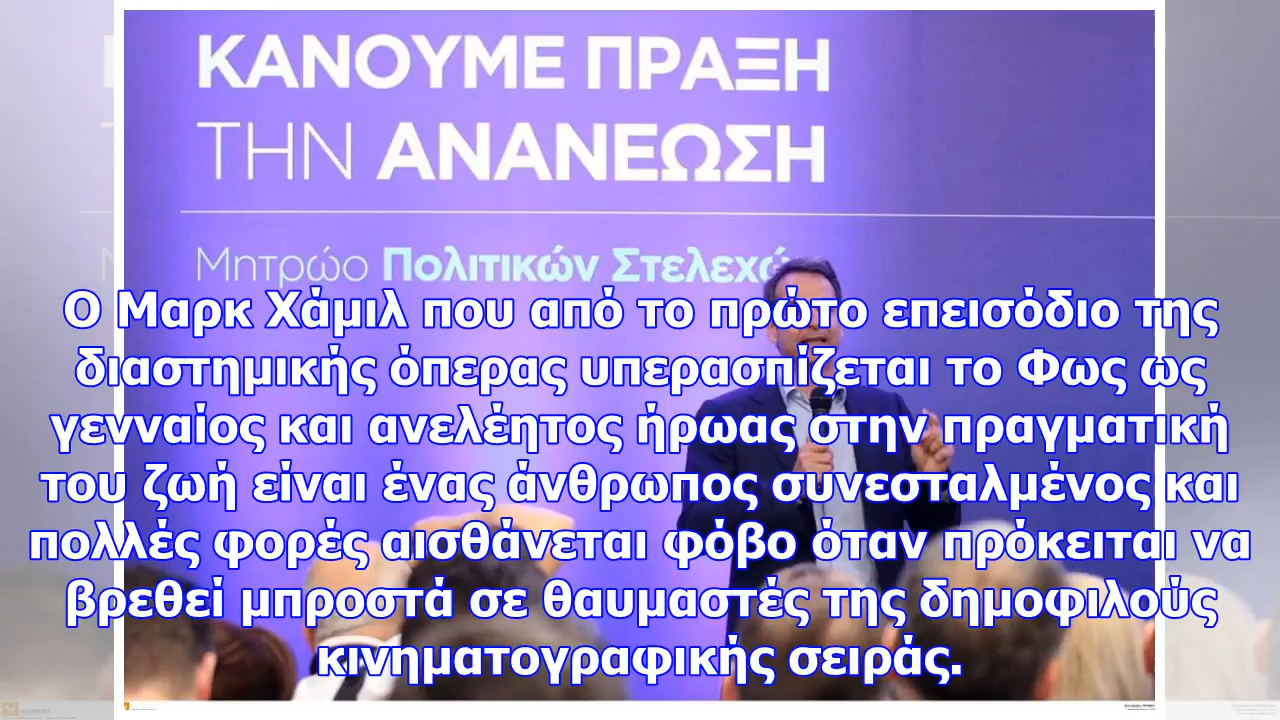 ΚΑΝΟΥΜΕ ΠΡΑΞΗ
ΤΗΝ ΑΝΑΝΕΩΣΗ
Μητρώο Πολιτικών Στελεχώ
Ο Μαρκ Χάμιλ που από το πρώτο επεισόδιο της
διαστημικής όπερας υπερασπίζεται το Φως ως
γενναίος και ανελέητος ήρωας στην πραγματική
του ζωή είναι ένας άνθρωπος συνεσταλμένος και
πολλές φορές αισθάνεται φόβο όταν πρόκειται να
βρεθεί μπροστά σε θαυμαστές της δημοφιλούς
κινηματογραφικής σειράς.